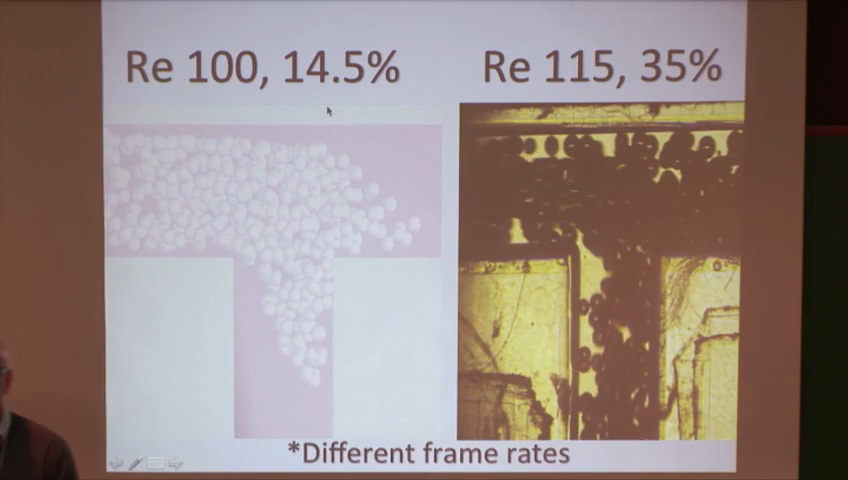 Re 100, 14.5%
Re 115, 35%
*Different frame rates